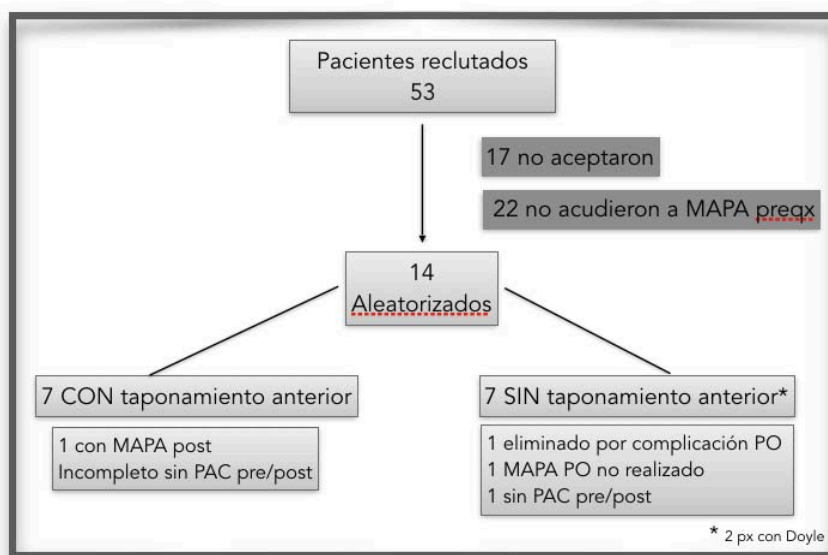 Pacientes reclutados
53
17 no aceptaron
22 no acudieron a MAPA preqx
14
Aleatorizados
7 CON taponamiento anterior
1 con MAPA post
Incompleto sin PAC pre/post
7 SIN taponamiento anterior*
1 eliminado por complicación PO
1 MAPA PO no realizado
1 sin PAC pre/post
* 2 px con Doyle